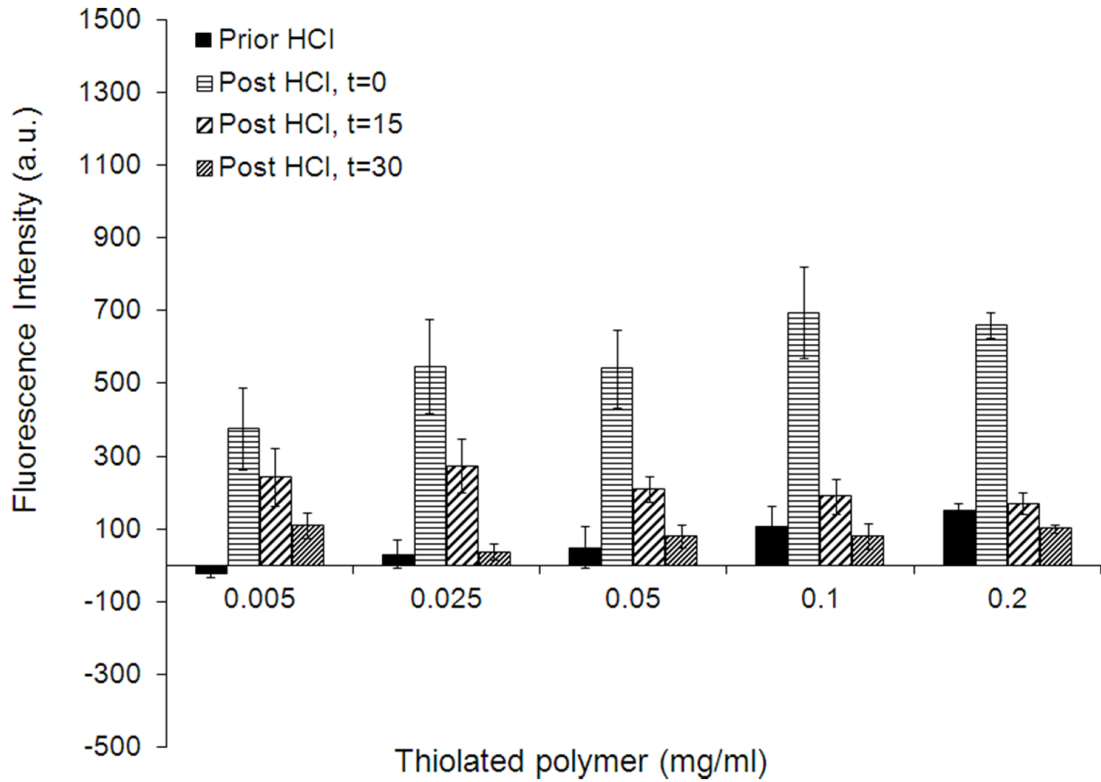 1500
1300
1100
900
700
500
300
100
-100
-300
-500
Fluorescence Intensity (a.u.)
Prior HCl
Post HCl, t=0
Post HCl, t=15
Post HCl, t=30
0.005 0.025 0.05 0.1 0.2
Thiolated polymer (mg/ml)